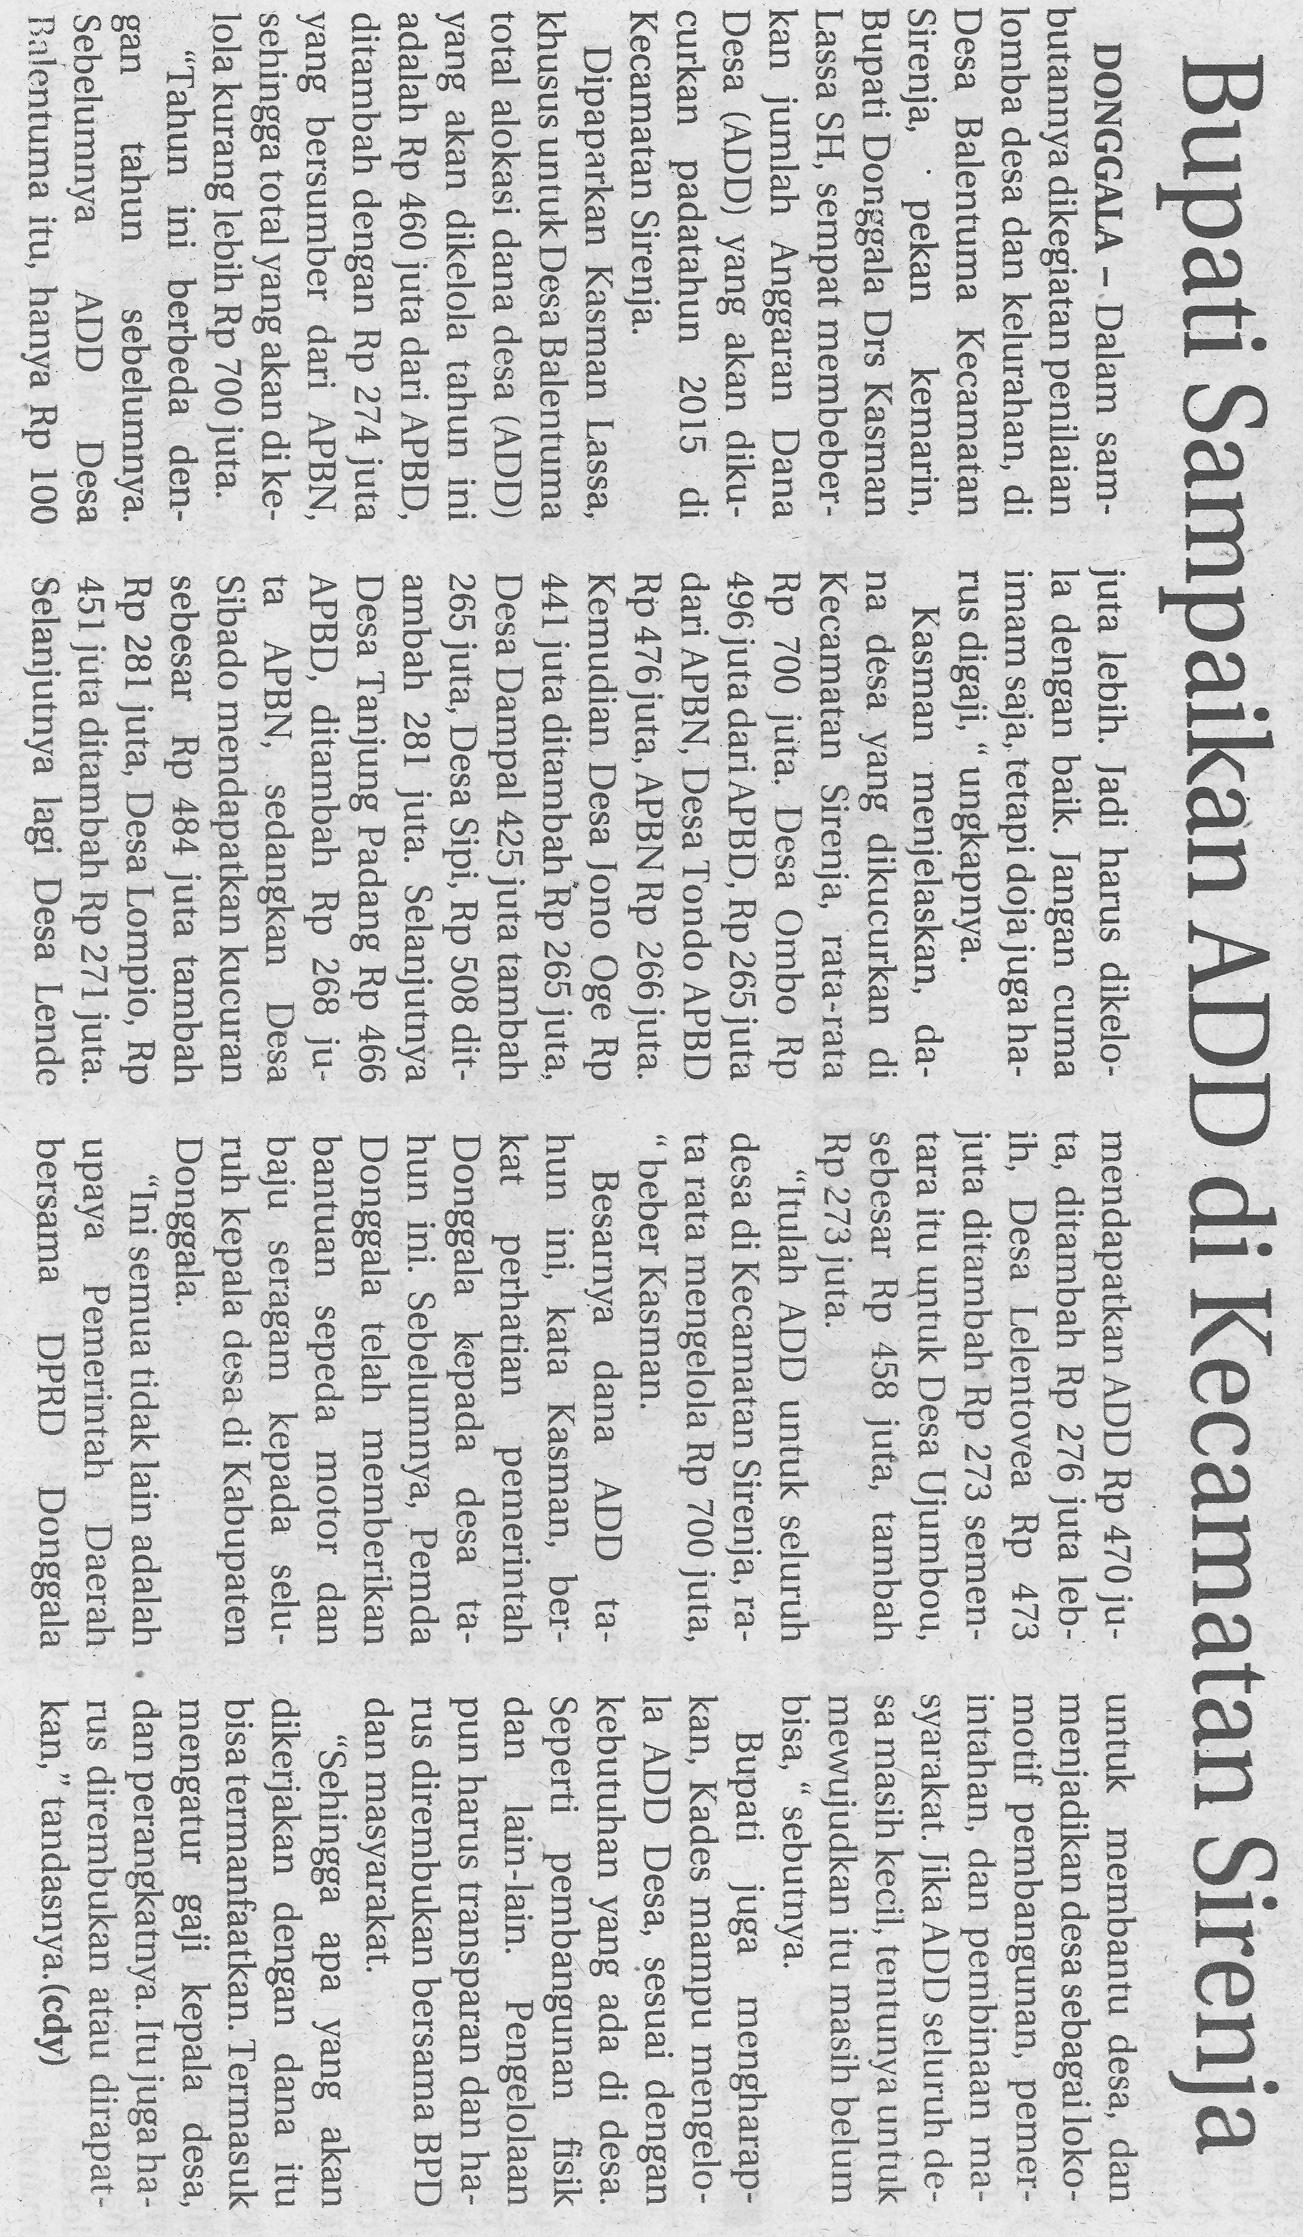 Bupati Sampaikan ADD di Kecamatan Sirenja
DONGGALA – Dalam sam-
butannya dikegiatan penilaian
lomba desa dan kelurahan, di
Desa Balentuma Kecamatan
Sirenja, pekan kemarin,
Bupati Donggala Drs Kasman
Lassa SH, sempat membeber-
kan jumlah Anggaran Dana
Desa (ADD) yang akan diku-
curkan padatahun 2015 di
Kecamatan Sirenja.
Dipaparkan Kasman Lassa,
khusus untuk Desa Balentuma
total alokasi dana desa (ADD)
yang akan dikelola tahun ini
adalah Rp 460 juta dari APBD,
ditambah dengan Rp 274 juta
yang bersumber dari APBN,
sehingga total yang akan di ke-
lola kurang lebih Rp 700 juta.
“Tahun ini berbeda den-
gan tahun sebelumnya.
Sebelumnya ADD Desa
Balentuma itu, hanya Rp 100
juta lebih. Jadi harus dikelo-
la dengan baik. Jangan cuma
imam saja, tetapi doja juga ha-
rus digaji, “ ungkapnya.
Kasman menjelaskan, da-
na desa yang dikucurkan di
Kecamatan Sirenja, rata-rata
Rp 700 juta. Desa Ombo Rp
496 juta dari APBD, Rp 265 juta
dari APBN, Desa Tondo APBD
Rp 476 juta, APBN Rp 266 juta.
Kemudian Desa Jono Oge Rp
441 juta ditambah Rp 265 juta,
Desa Dampal 425 juta tambah
265 juta, Desa Sipi, Rp 508 dit-
ambah 281 juta. Selanjutnya
Desa Tanjung Padang Rp 466
APBD, ditambah Rp 268 ju-
ta APBN, sedangkan Desa
Sibado mendapatkan kucuran
sebesar Rp 484 juta tambah
Rp 281 juta, Desa Lompio, Rp
451 juta ditambah Rp 271 juta.
Selanjutnya lagi Desa Lende
mendapatkan ADD Rp 470 ju-
ta, ditambah Rp 276 juta leb-
ih, Desa Lelentovea Rp 473
juta ditambah Rp 273 semen-
tara itu untuk Desa Ujumbou,
sebesar Rp 458 juta, tambah
Rp 273 juta.
“Itulah ADD untuk seluruh
desa di Kecamatan Sirenja, ra-
ta rata mengelola Rp 700 juta,
“beber Kasman.
Besarnya dana ADD ta-
hun ini, kata Kasman, ber-
kat perhatian pemerintah
Donggala kepada desa ta-
hun ini. Sebelumnya, Pemda
Donggala telah memberikan
bantuan sepeda motor dan
baju seragam kepada selu-
ruh kepala desa di Kabupaten
Donggala.
“Ini semua tidak lain adalah
upaya Pemerintah Daerah
bersama DPRD Donggala
untuk membantu desa, dan
menjadikan desa sebagai loko-
motif pembangunan, pemer-
intahan, dan pembinaan ma-
syarakat. Jika ADD seluruh de-
sa masih kecil, tentunya untuk
mewujudkan itu masih belum
bisa, “ sebutnya.
Bupati juga mengharap-
kan, Kades mampu mengelo-
la ADD Desa, sesuai dengan
kebutuhan yang ada di desa.
Seperti pembangunan fisik
dan lain-lain. Pengelolaan
pun harus transparan dan ha-
rus dirembukan bersama BPD
dan masyarakat.
“Sehingga apa yang akan
dikerjakan dengan dana itu
bisa termanfaatkan. Termasuk
mengatur gaji kepala desa,
dan perangkatnya. Itu juga ha-
rus dirembukan atau dirapat-
kan,” tandasnya.(cdy)